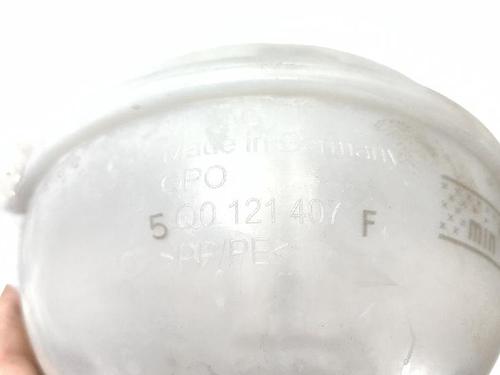 Made in Germany
GPO
5 Q0 121 407 F
>PP/PE<
min